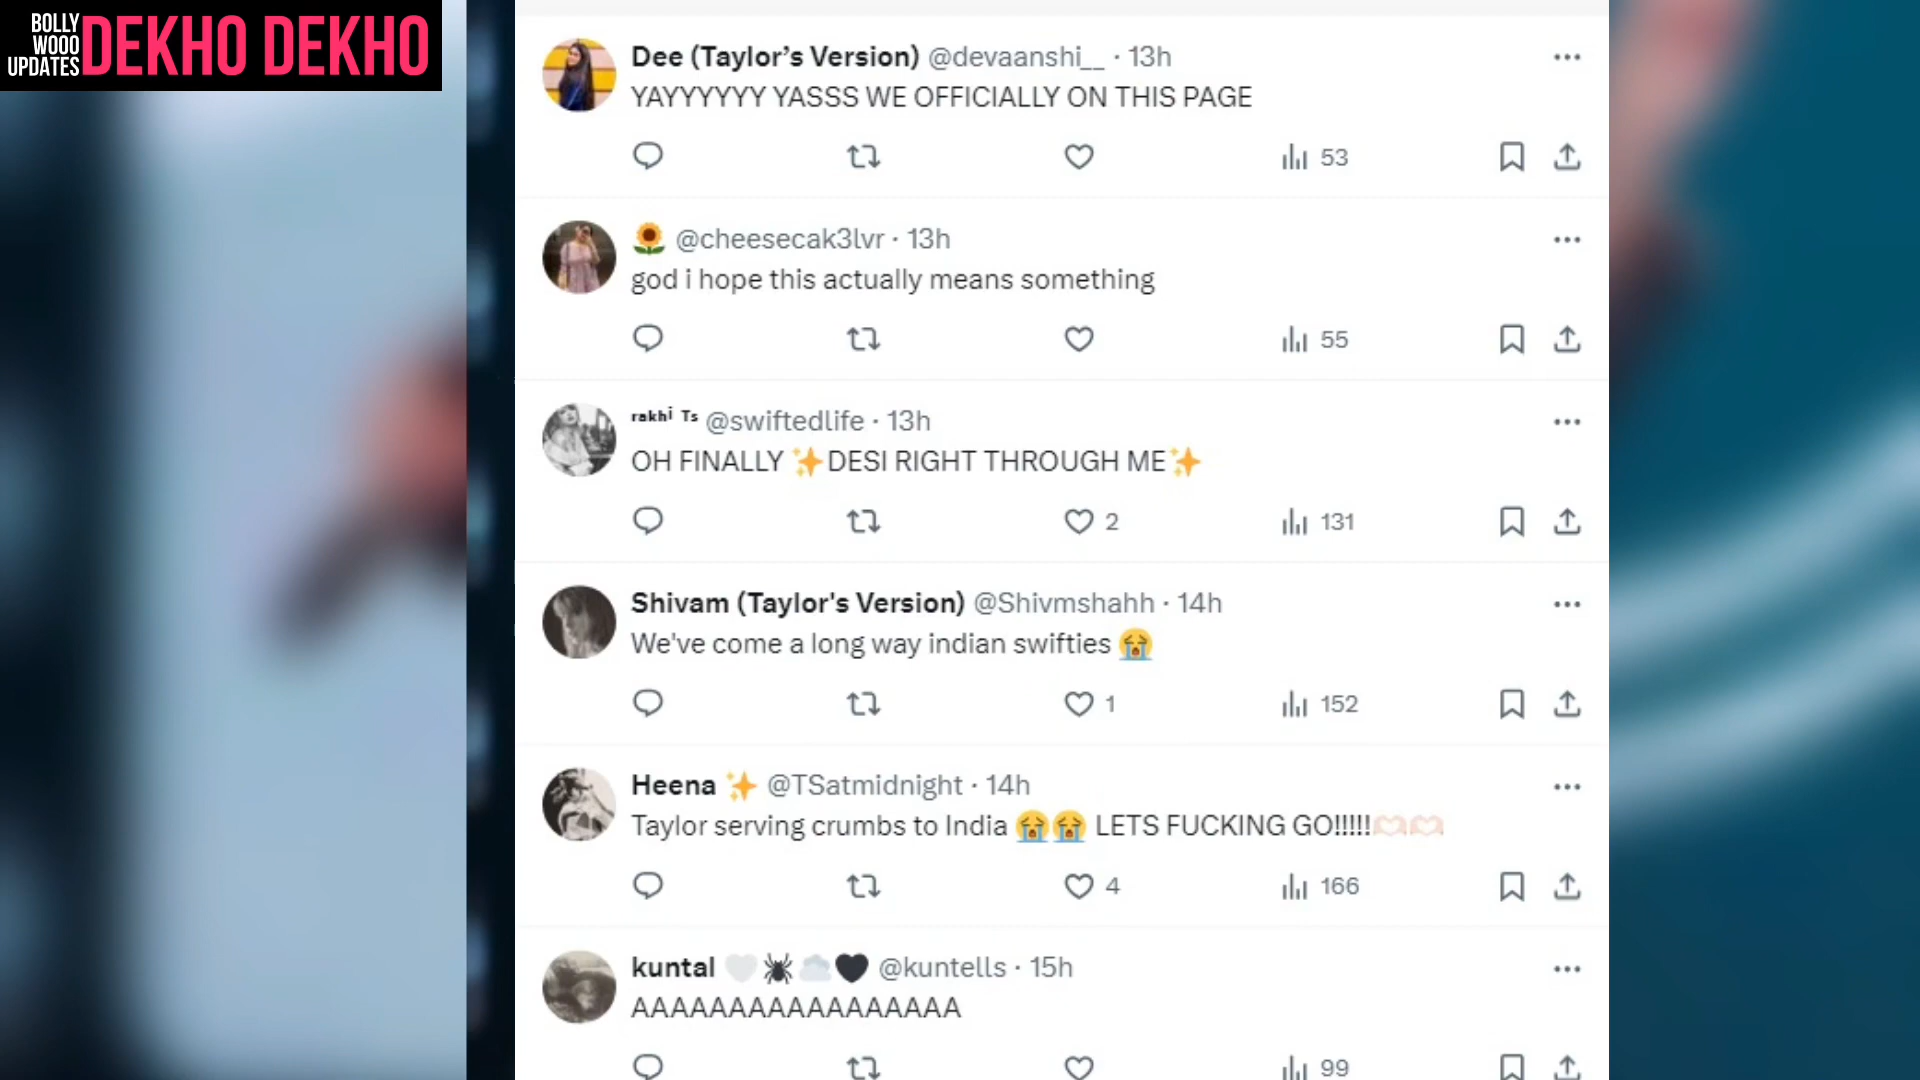 BOLLY
WOOO
UPDATES
DEKHO DEKHO
Dee (Taylor’s Version) @devaanshi__ · 13h
YAYYYYYY YASSS WE OFFICIALLY ON THIS PAGE
53
🌻 @cheesecak3lvr · 13h
god i hope this actually means something
55
ʳᵃᵏʰⁱ ᵀˢ @swiftedlife · 13h
OH FINALLY ✨DESI RIGHT THROUGH ME✨
2 131
Shivam (Taylor's Version) @Shivmshahh · 14h
We've come a long way indian swifties 😭
1 152
Heena ✨ @TSatmidnight · 14h
Taylor serving crumbs to India 😭😭 LETS FUCKING GO!!!!!🫶🏻🫶🏻
4 166
kuntal 🤍🕷️☁️🖤 @kuntells · 15h
AAAAAAAAAAAAAAAAA
99